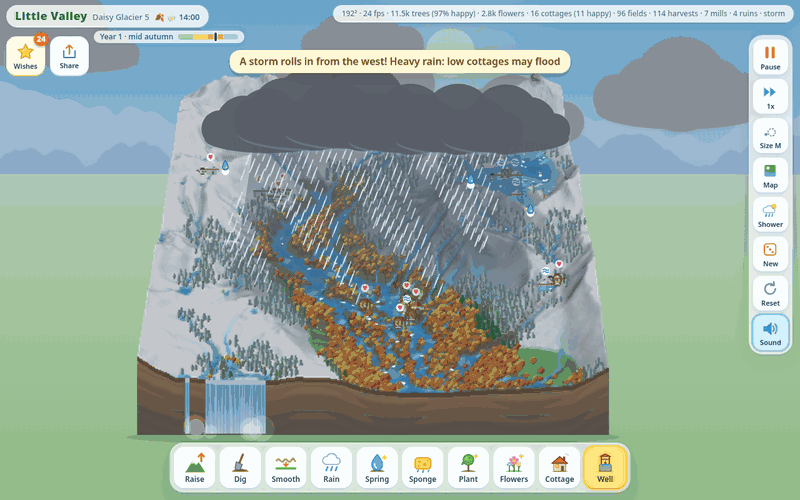 Little Valley Daisy Glacier 5 14:00
192² · 24 fps · 11.5k trees (97% happy) · 2.8k flowers · 16 cottages (11 happy) · 96 fields · 114 harvests · 7 mills · 4 ruins · storm
Year 1 · mid autumn
24
Wishes
Share
A storm rolls in from the west! Heavy rain: low cottages may flood
Pause
1x
Size M
Map
Shower
New
Reset
Sound
Raise
Dig
Smooth
Rain
Spring
Sponge
Plant
Flowers
Cottage
Well